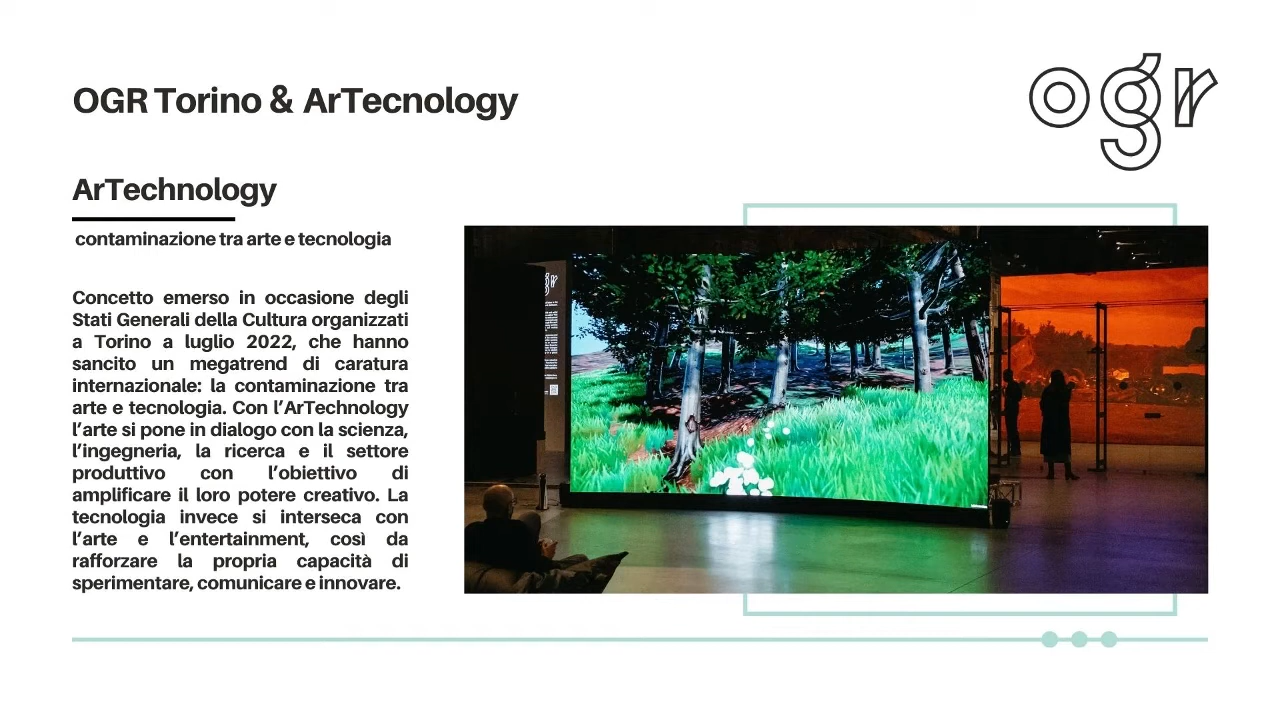 OGR Torino & ArTecnology
ogr
ArTechnology
contaminazione tra arte e tecnologia
Concetto emerso in occasione degli
Stati Generali della Cultura organizzati
a Torino a luglio 2022, che hanno
sancito un megatrend di caratura
internazionale: la contaminazione tra
arte e tecnologia. Con l’ArTechnology
l’arte si pone in dialogo con la scienza,
l’ingegneria, la ricerca e il settore
produttivo con l’obiettivo di
amplificare il loro potere creativo. La
tecnologia invece si interseca con
l’arte e l’entertainment, così da
rafforzare la propria capacità di
sperimentare, comunicare e innovare.